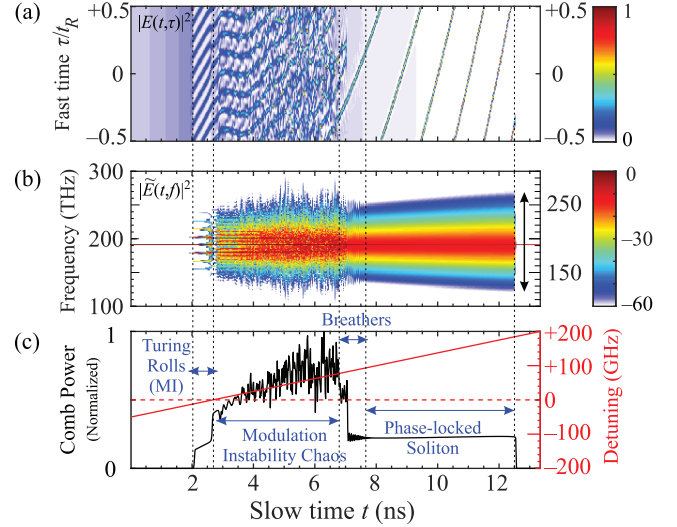 (a)
|E(t,τ)|²
Fast time τ/t_R
+0.5
0
−0.5
+0.5
0
−0.5
1
0
(b)
|Ẽ(t,f)|²
Frequency (THz)
300
200
100
250
150
0
−30
−60
(c)
Comb Power
(Normalized)
1
0
Turing
Rolls
(MI)
Breathers
Modulation
Instability Chaos
Phase-locked
Soliton
+200
+100
0
−100
−200
Detuning (GHz)
2 4 6 8 10 12
Slow time t (ns)